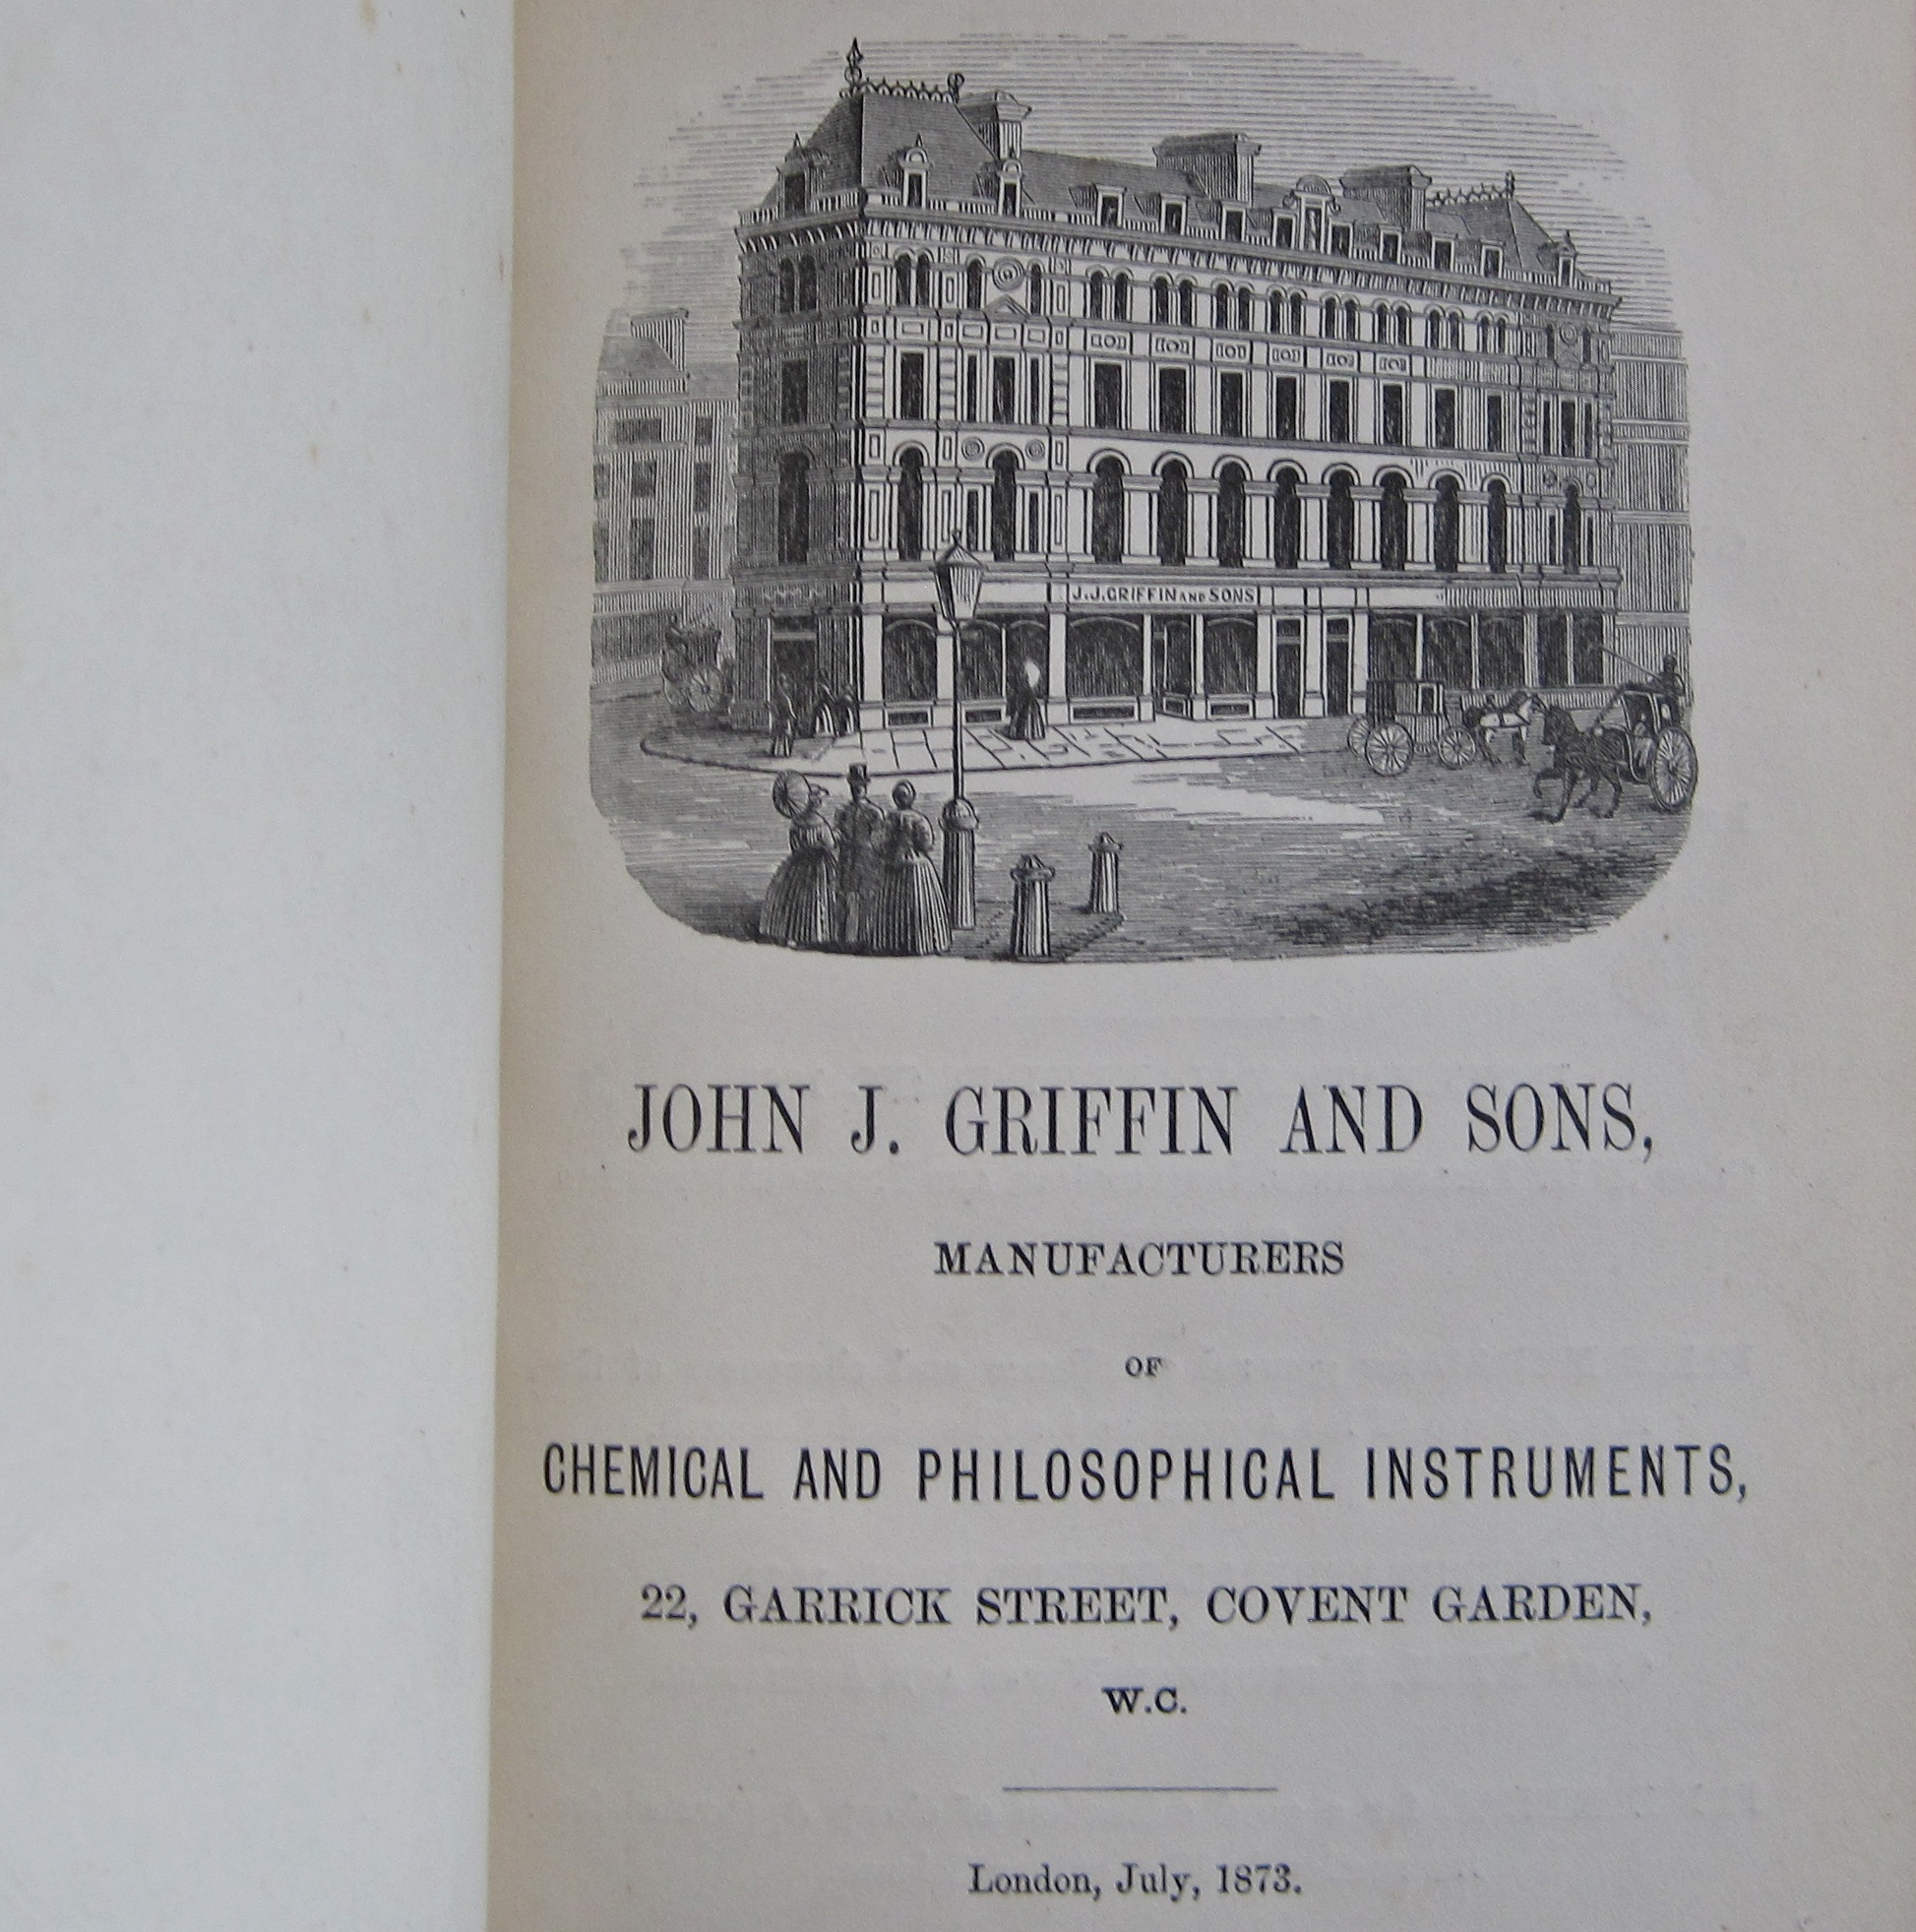 J.J. GRIFFIN AND SONS
JOHN J. GRIFFIN AND SONS,
MANUFACTURERS
OF
CHEMICAL AND PHILOSOPHICAL INSTRUMENTS,
22, GARRICK STREET, COVENT GARDEN,
W.C.
London, July, 1873.